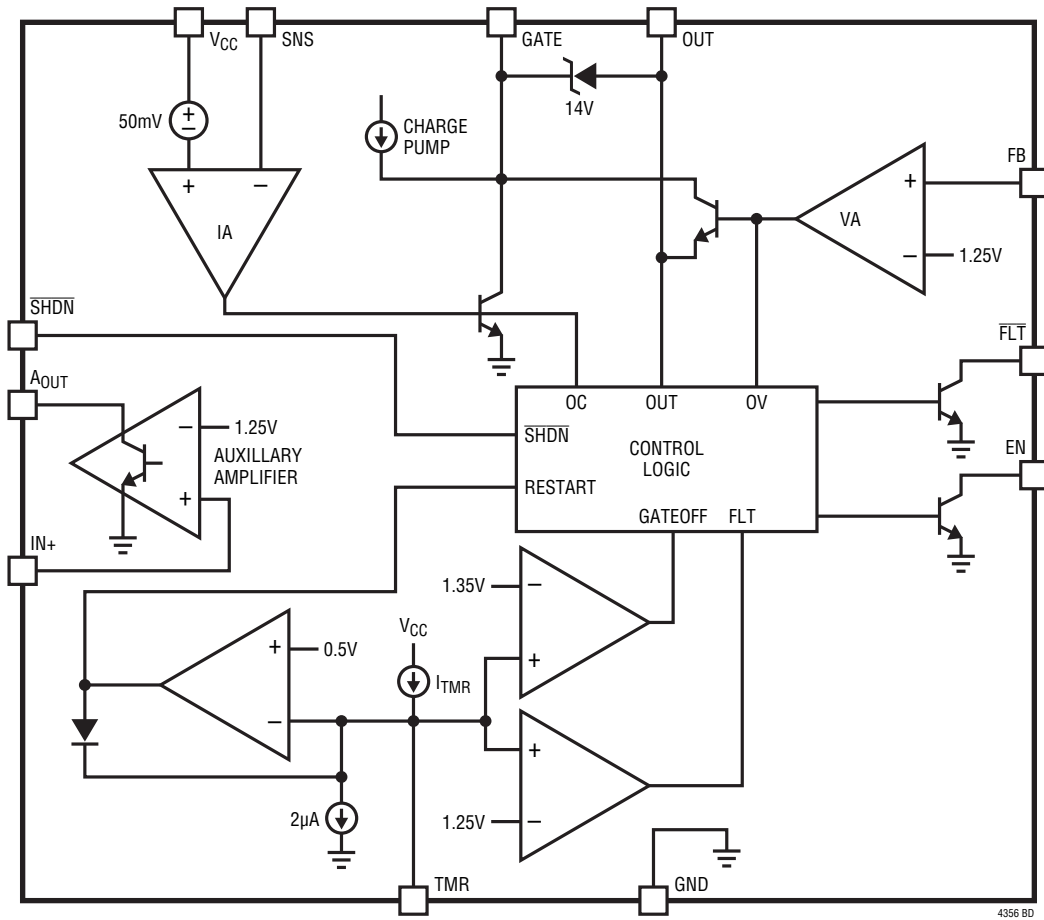 VCC
SNS
GATE
OUT
50mV
+
−
14V
CHARGE
PUMP
FB
+
−
IA
+
VA
−
1.25V
SHDN
FLT
AOUT
OC
OUT
OV
−
1.25V
SHDN
AUXILLARY
AMPLIFIER
CONTROL
LOGIC
EN
+
RESTART
GATEOFF
FLT
IN+
1.35V
−
VCC
+
0.5V
+
ITMR
−
+
2µA
1.25V
−
TMR
GND
4356 BD